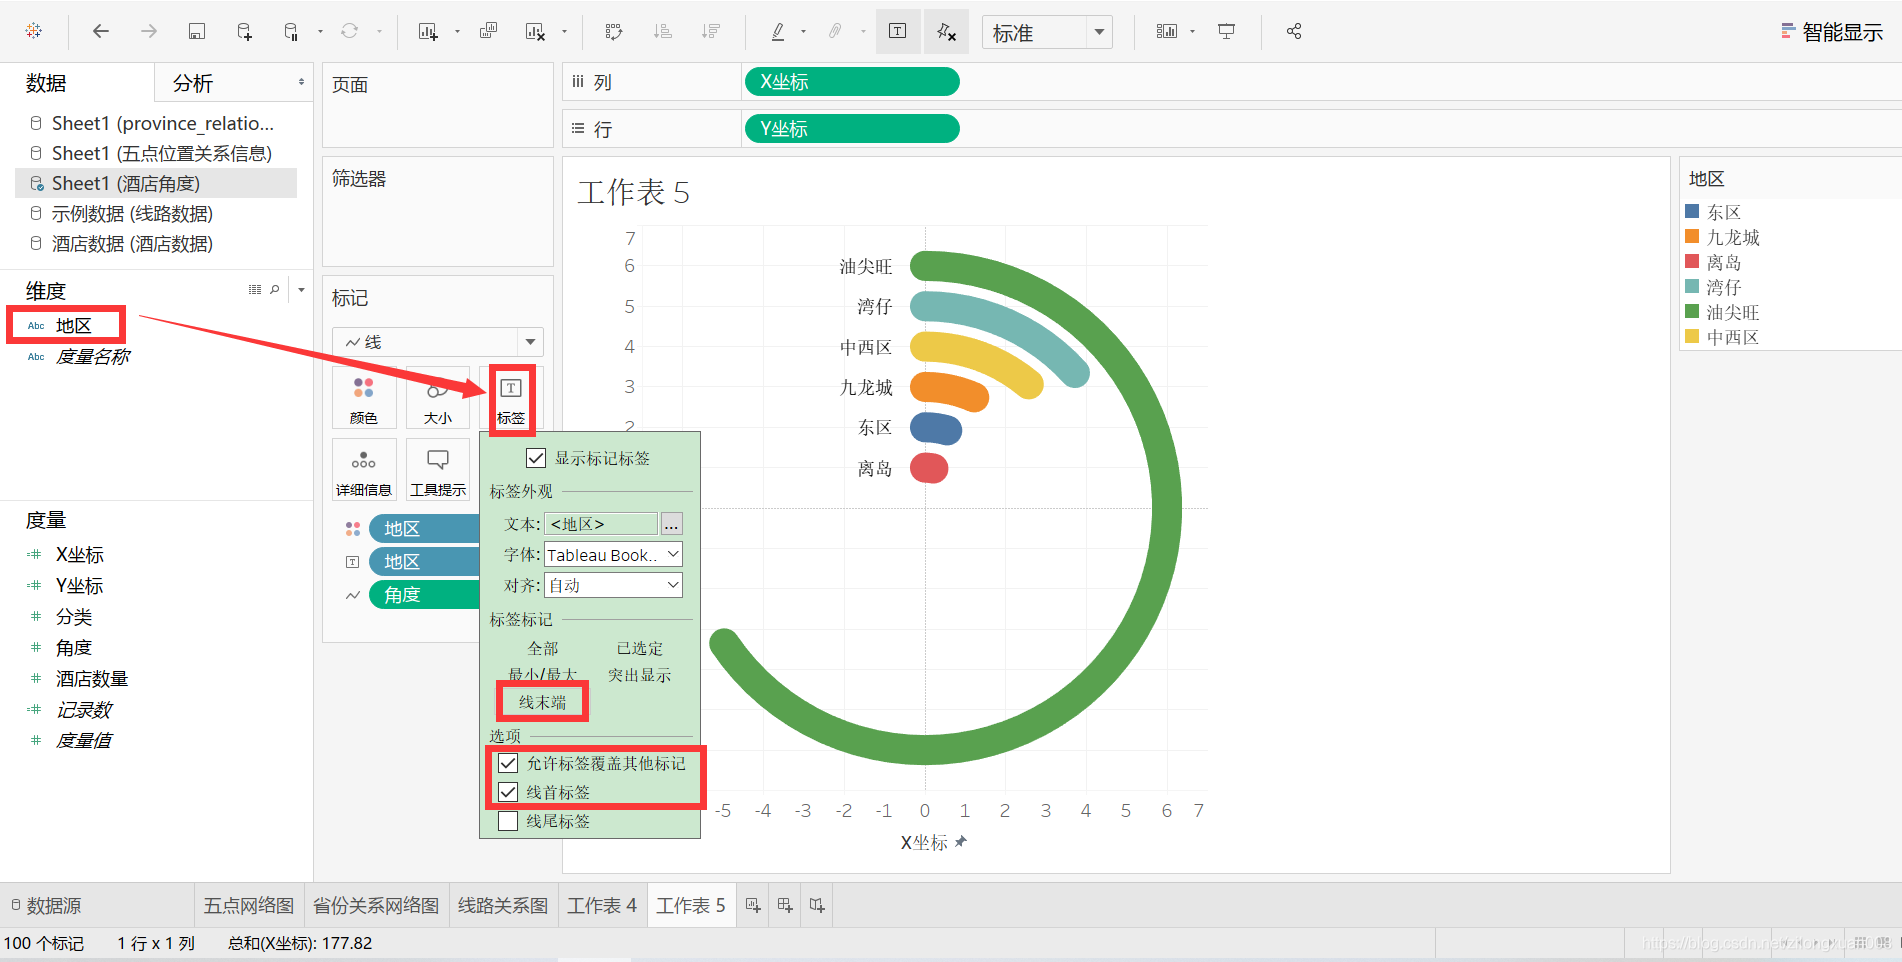 标准
智能显示
数据
分析
页面
列
X坐标
行
Y坐标
Sheet1 (province_relatio...
Sheet1 (五点位置关系信息)
Sheet1 (酒店角度)
示例数据 (线路数据)
酒店数据 (酒店数据)
筛选器
工作表 5
地区
东区
九龙城
离岛
湾仔
油尖旺
中西区
维度
Abc 地区
Abc 度量名称
标记
线
颜色
大小
T
标签
详细信息
工具提示
地区
T 地区
角度
显示标记标签
标签外观
文本: <地区> ...
字体: Tableau Book..
对齐: 自动
标签标记
全部
已选定
最小/最大
突出显示
线末端
选项
允许标签覆盖其他标记
线首标签
线尾标签
度量
X坐标
Y坐标
分类
角度
酒店数量
记录数
度量值
7
6
5
4
3
2
油尖旺
湾仔
中西区
九龙城
东区
离岛
-5 -4 -3 -2 -1 0 1 2 3 4 5 6 7
X坐标
数据源
五点网络图
省份关系网络图
线路关系图
工作表 4
工作表 5
100 个标记
1 行 x 1 列
总和(X坐标): 177.82